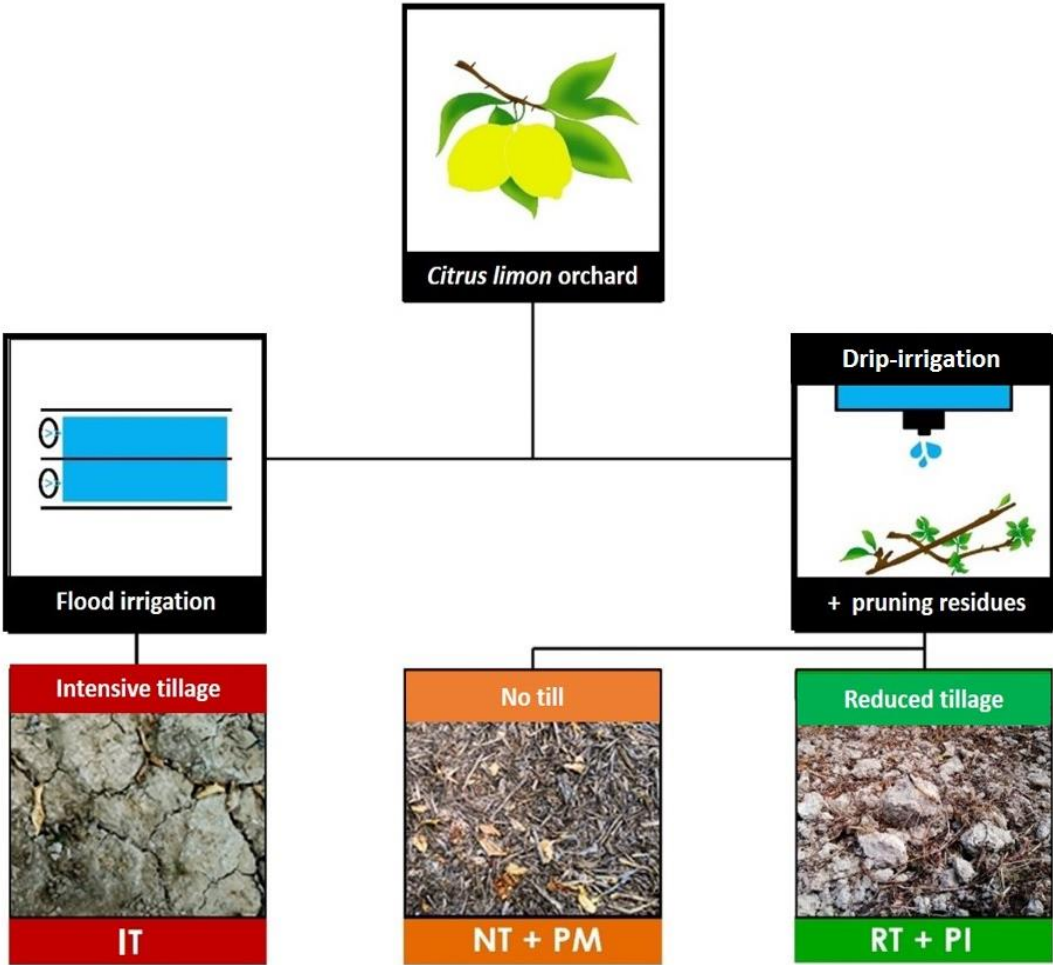 Citrus limon orchard
Drip-irrigation
Flood irrigation
+ pruning residues
Intensive tillage
No till
Reduced tillage
IT
NT + PM
RT + PI